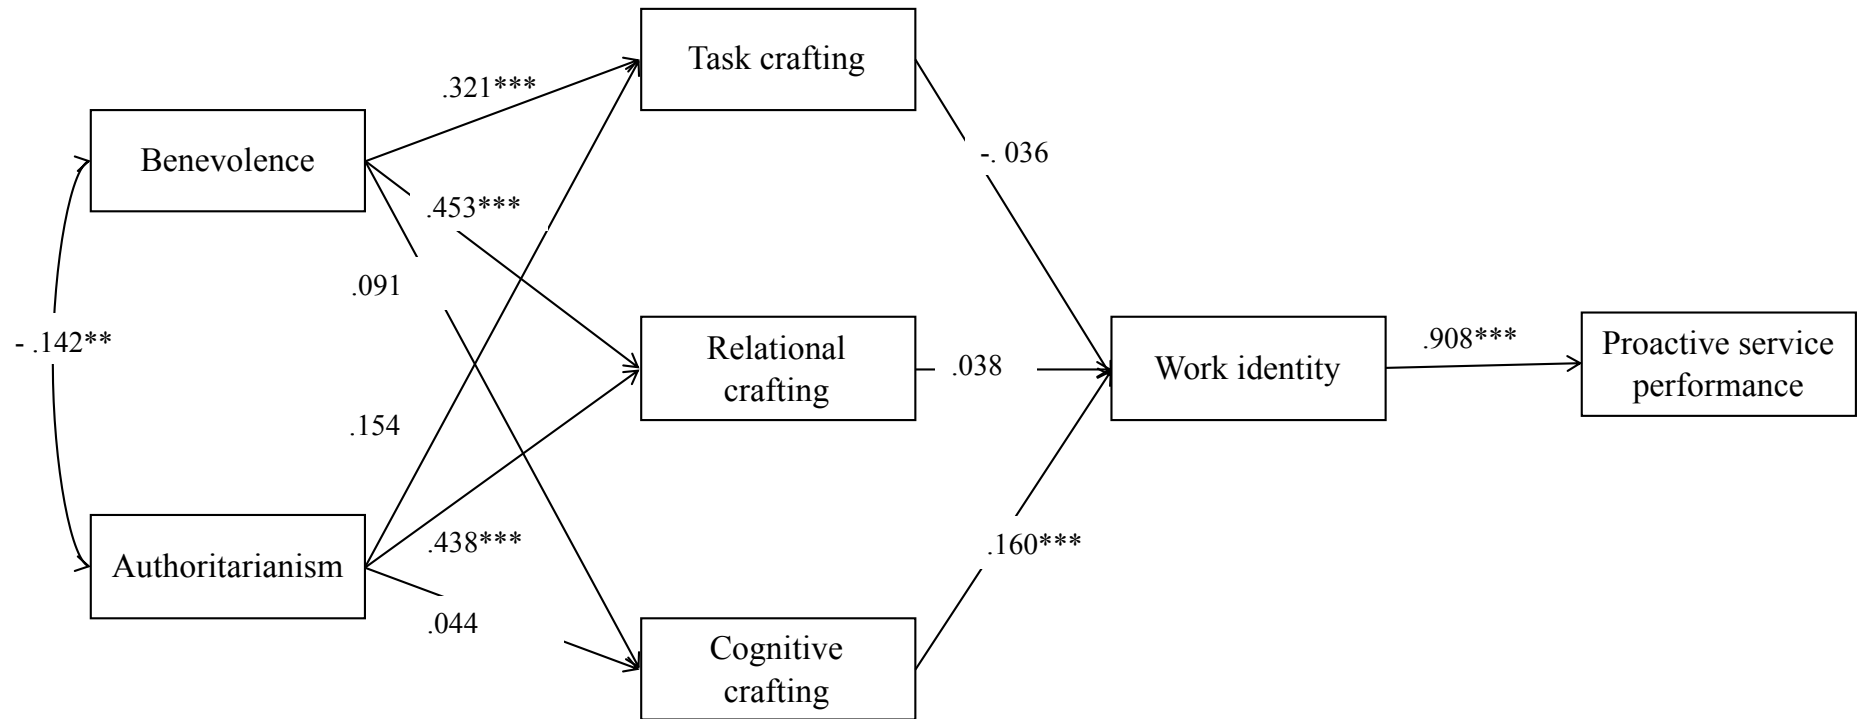 Task crafting
.321***
Benevolence
-. 036
.453***
.091
- .142**
Relational
crafting
.038
Work identity
.908***
Proactive service
performance
.154
Authoritarianism
.438***
.160***
.044
Cognitive
crafting